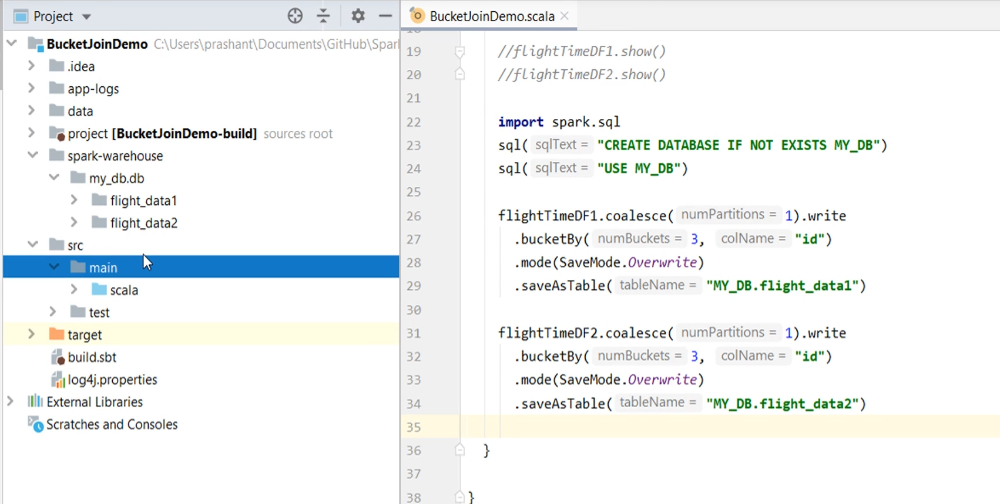 Project
BucketJoinDemo C:\Users\prashant\Documents\GitHub\Spar
.idea
app-logs
data
project [BucketJoinDemo-build] sources root
spark-warehouse
my_db.db
flight_data1
flight_data2
src
main
scala
test
target
build.sbt
log4j.properties
External Libraries
Scratches and Consoles
BucketJoinDemo.scala
19 //flightTimeDF1.show()
20 //flightTimeDF2.show()
21
22 import spark.sql
23 sql( sqlText = "CREATE DATABASE IF NOT EXISTS MY_DB")
24 sql( sqlText = "USE MY_DB")
25
26 flightTimeDF1.coalesce( numPartitions = 1).write
27 .bucketBy( numBuckets = 3, colName = "id")
28 .mode(SaveMode.Overwrite)
29 .saveAsTable( tableName = "MY_DB.flight_data1")
30
31 flightTimeDF2.coalesce( numPartitions = 1).write
32 .bucketBy( numBuckets = 3, colName = "id")
33 .mode(SaveMode.Overwrite)
34 .saveAsTable( tableName = "MY_DB.flight_data2")
35
36 }
37
38 }